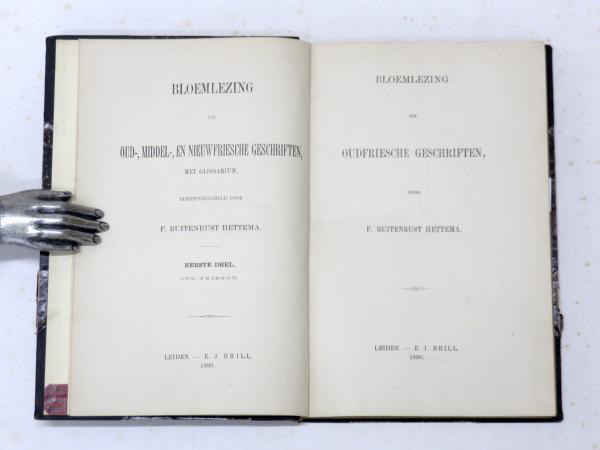 BLOEMLEZING
UIT
OUD-, MIDDEL-, EN NIEUWFRIESCHE GESCHRIFTEN,
MET GLOSSARIUM,
BIJEENVERZAMELD DOOR
F. BUITENRUST HETTEMA.
EERSTE DEEL,
OUD-FRIESCH.
LEIDEN. — E. J. BRILL.
1890.
BLOEMLEZING
UIT
OUDFRIESCHE GESCHRIFTEN,
DOOR
F. BUITENRUST HETTEMA.
LEIDEN. — E. J. BRILL.
1890.